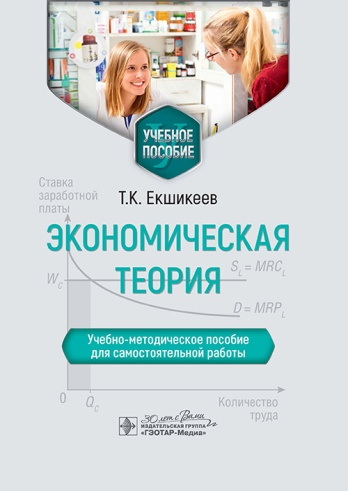 УЧЕБНОЕ
ПОСОБИЕ
Т.К. Екшикеев
ЭКОНОМИЧЕСКАЯ
ТЕОРИЯ
Ставка
заработной
платы
W_C
S_L = MRC_L
D = MRP_L
Учебно-методическое пособие
для самостоятельной работы
0
Q_C
Количество
труда
30 лет с Вами
ИЗДАТЕЛЬСКАЯ ГРУППА
«ГЭОТАР-Медиа»